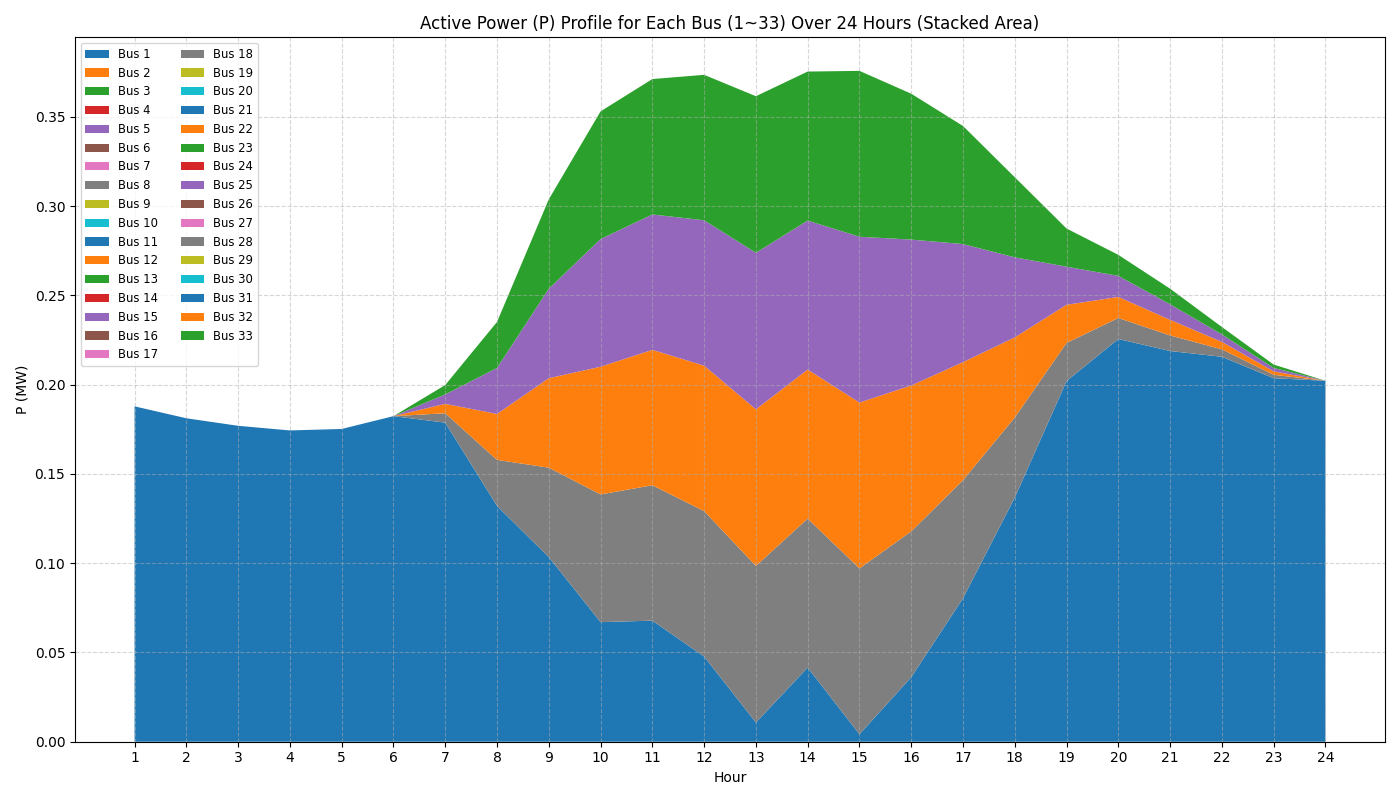 Active Power (P) Profile for Each Bus (1~33) Over 24 Hours (Stacked Area)
Bus 1
Bus 2
Bus 3
Bus 4
Bus 5
Bus 6
Bus 7
Bus 8
Bus 9
Bus 10
Bus 11
Bus 12
Bus 13
Bus 14
Bus 15
Bus 16
Bus 17
Bus 18
Bus 19
Bus 20
Bus 21
Bus 22
Bus 23
Bus 24
Bus 25
Bus 26
Bus 27
Bus 28
Bus 29
Bus 30
Bus 31
Bus 32
Bus 33
P (MW)
0.35
0.30
0.25
0.20
0.15
0.10
0.05
0.00
1 2 3 4 5 6 7 8 9 10 11 12 13 14 15 16 17 18 19 20 21 22 23 24
Hour